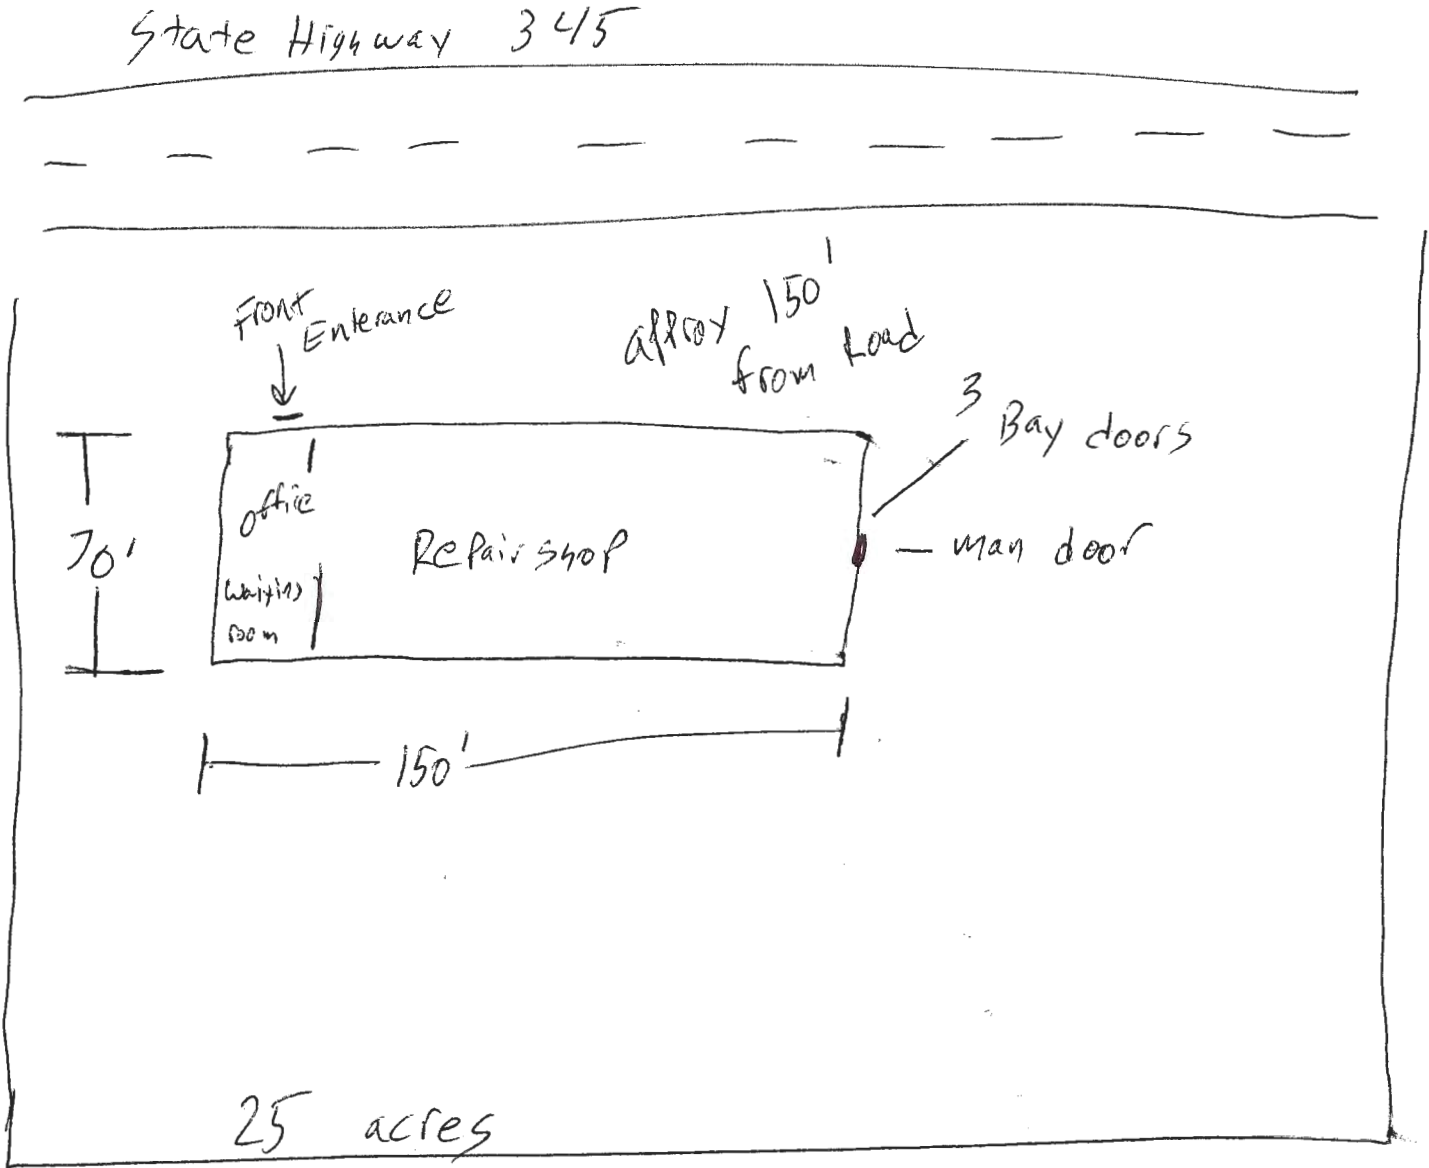 State Highway 345
Front
Enterance
approx 150'
from Road
3
Bay doors
office
70'
Repair shop
man door
waiting
room
150'
25 acres